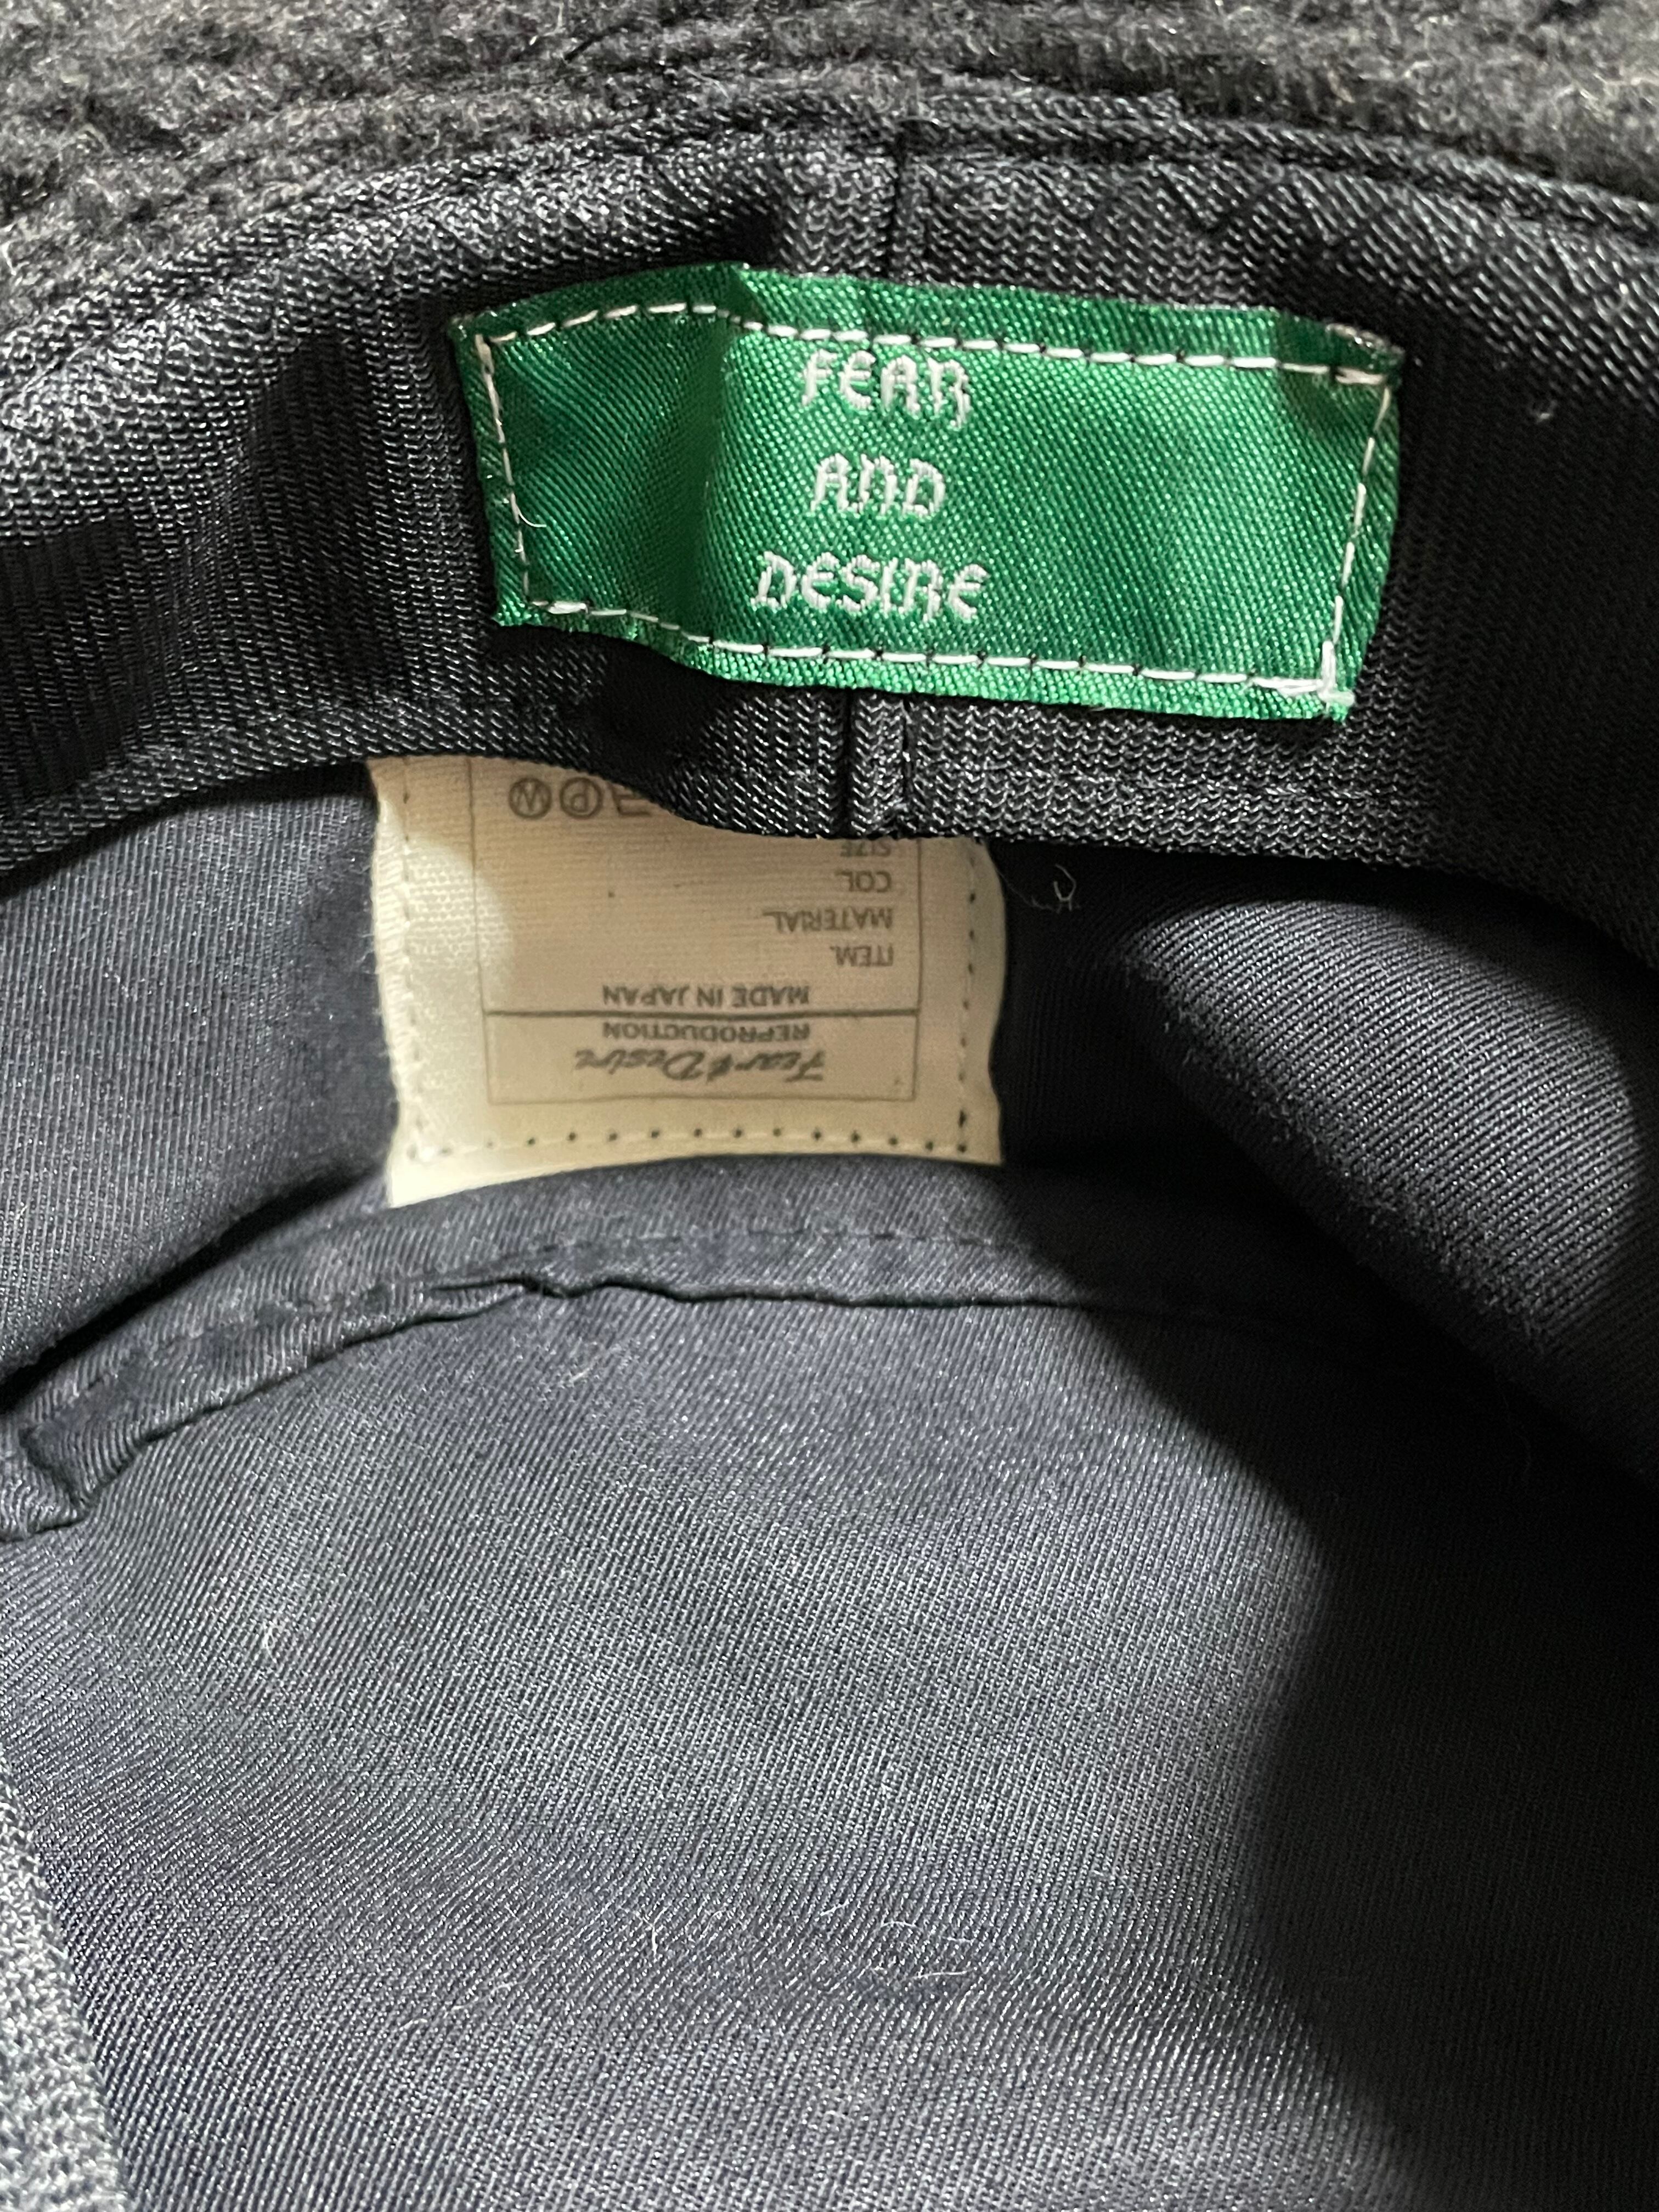 FEAR
AND
DESIRE
Fear & Desire
REPRODUCTION
MADE IN JAPAN
ITEM.
MATERIAL.
COL.
SIZE
Ⓟ Ⓦ